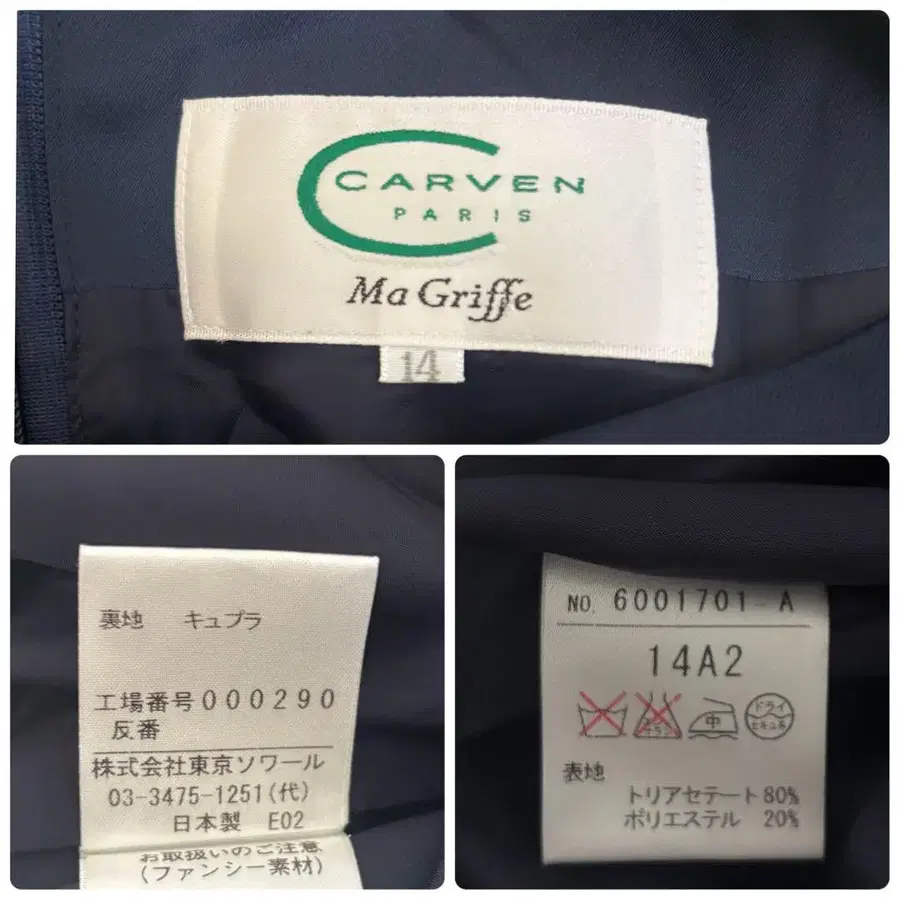 CARVEN
PARIS
Ma Griffe
14
裏地 キュプラ
工場番号000290
反番
株式会社東京ソワール
03-3475-1251(代)
日本製 E02
お取扱いのご注意
(ファンシー素材)
NO. 6001701-A
14A2
中
ドライ
セキユ系
表地
トリアセテート80%
ポリエステル 20%